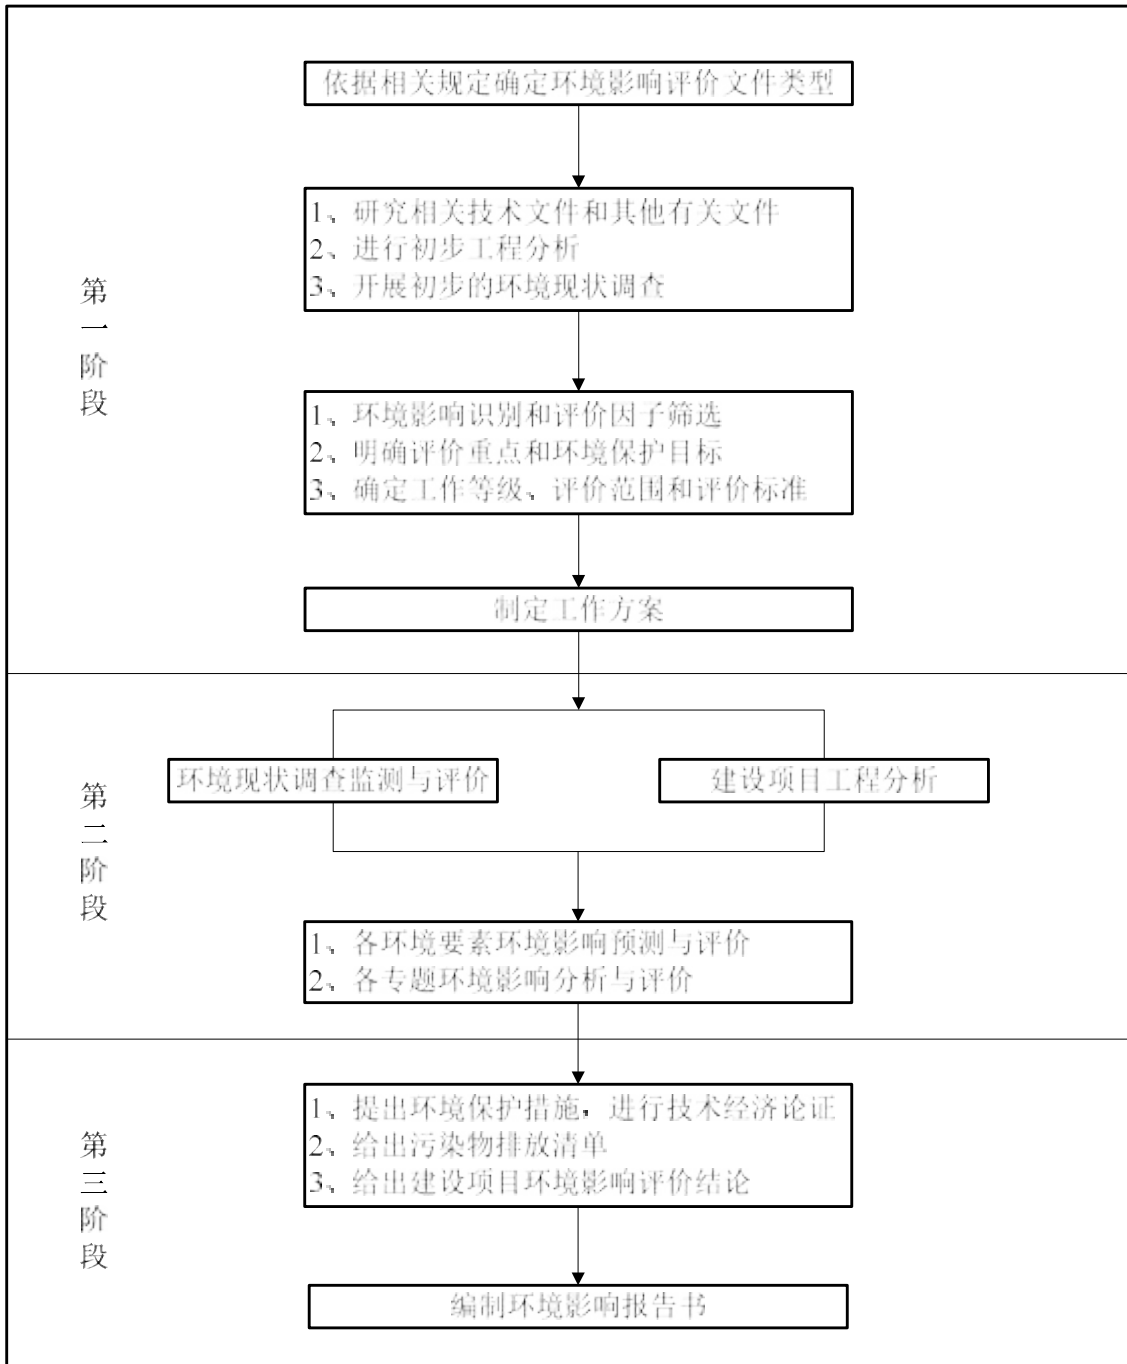 依据相关规定确定环境影响评价文件类型
1、研究相关技术文件和其他有关文件
2、进行初步工程分析
3、开展初步的环境现状调查
第一阶段
1、环境影响识别和评价因子筛选
2、明确评价重点和环境保护目标
3、确定工作等级、评价范围和评价标准
制定工作方案
环境现状调查监测与评价
建设项目工程分析
第二阶段
1、各环境要素环境影响预测与评价
2、各专题环境影响分析与评价
1、提出环境保护措施，进行技术经济论证
2、给出污染物排放清单
3、给出建设项目环境影响评价结论
第三阶段
编制环境影响报告书